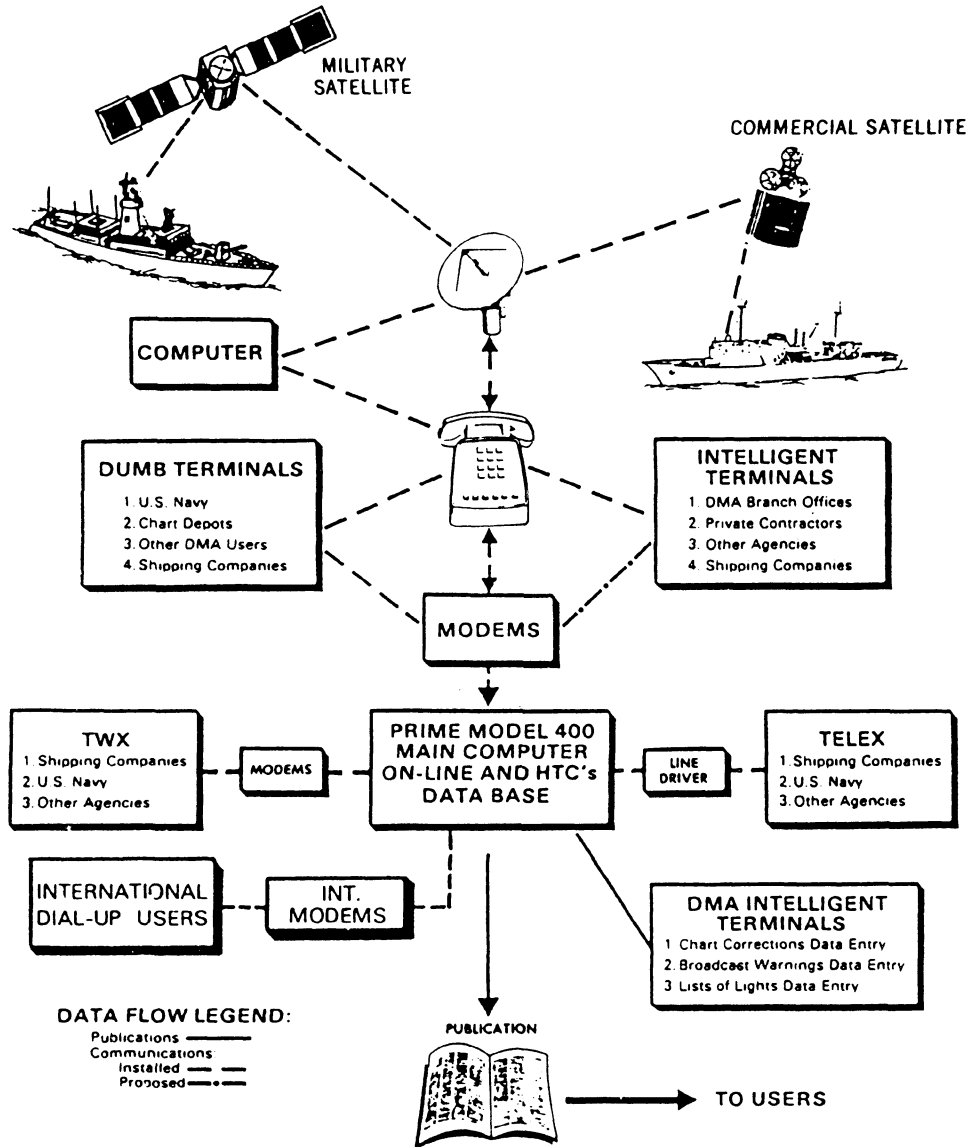 MILITARY
SATELLITE
COMMERCIAL SATELLITE
COMPUTER
DUMB TERMINALS
1. U.S. Navy
2. Chart Depots
3. Other DMA Users
4. Shipping Companies
INTELLIGENT
TERMINALS
1. DMA Branch Offices
2. Private Contractors
3. Other Agencies
4. Shipping Companies
MODEMS
TWX
1. Shipping Companies
2. U.S. Navy
3. Other Agencies
MODEMS
PRIME MODEL 400
MAIN COMPUTER
ON-LINE AND HTC's
DATA BASE
LINE
DRIVER
TELEX
1. Shipping Companies
2. U.S. Navy
3. Other Agencies
INTERNATIONAL
DIAL-UP USERS
INT.
MODEMS
DMA INTELLIGENT
TERMINALS
1 Chart Corrections Data Entry
2. Broadcast Warnings Data Entry
3 Lists of Lights Data Entry
DATA FLOW LEGEND:
Publications
Communications
Installed
Proposed
PUBLICATION
TO USERS